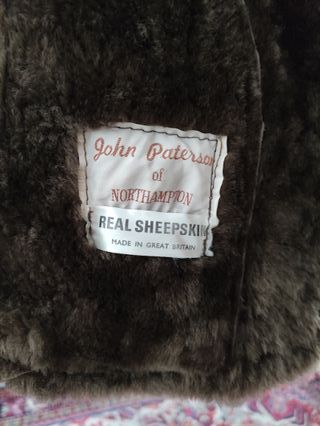 John Paterson
of
NORTHAMPTON
REAL SHEEPSKIN
MADE IN GREAT BRITAIN